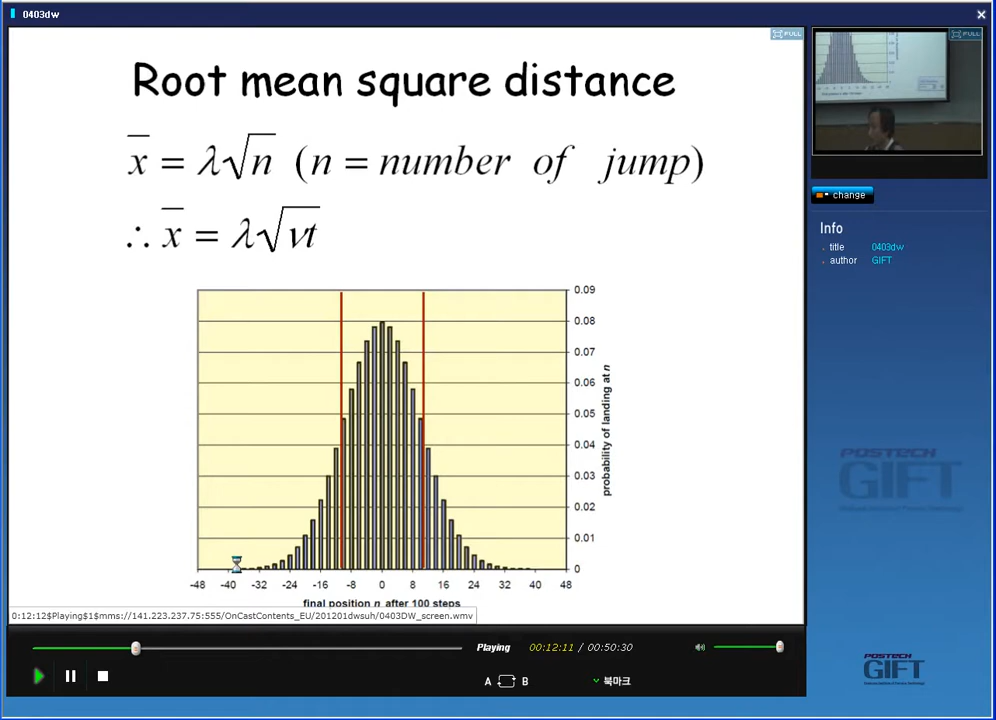 0403dw
FULL
FULL
Root mean square distance
x̄ = λ√n (n = number of jump)
∴ x̄ = λ√νt
0.09
0.08
0.07
0.06
0.05
0.04
0.03
0.02
0.01
0
probability of landing at n
-48 -40 -32 -24 -16 -8 0 8 16 24 32 40 48
final position n after 100 steps
0:12:12$Playing$1$mms://141.223.237.75:555/OnCastContents_EU/201201dwsuh/0403DW_screen.wmv
Playing 00:12:11 / 00:50:30
A B 북마크
change
Info
title 0403dw
author GIFT
POSTECH
GIFT
POSTECH
GIFT